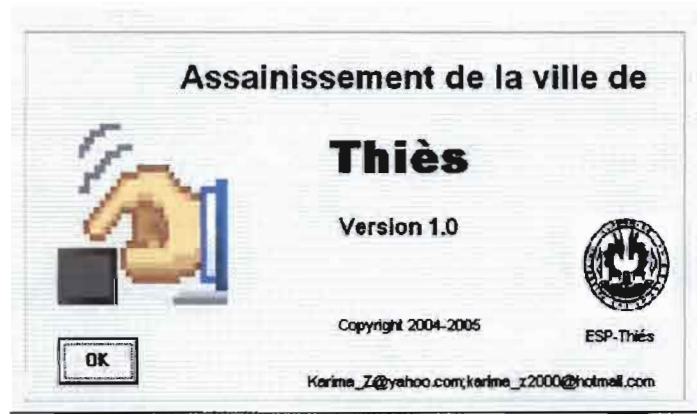 Assainissement de la ville de
Thiès
Version 1.0
Copyright 2004-2005
ESP-Thiés
OK
Karima_Z@yahoo.com;karima_z2000@hotmail.com